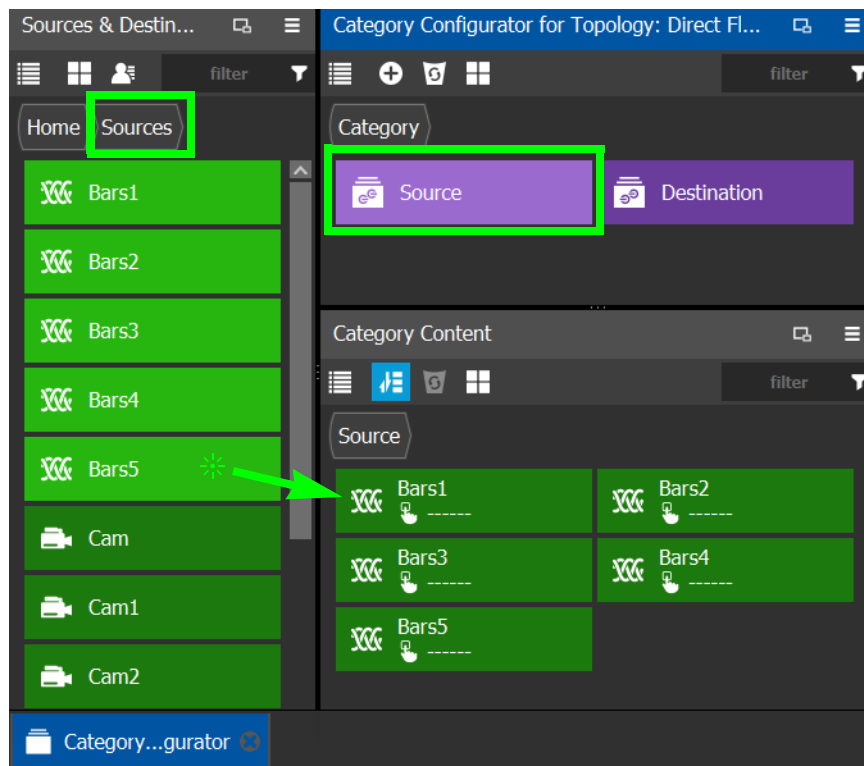 Sources & Destin...
filter
Home
Sources
Bars1
Bars2
Bars3
Bars4
Bars5
Cam
Cam1
Cam2
Category Configurator for Topology: Direct Fl...
filter
Category
Source
Destination
Category Content
filter
Source
Bars1
------
Bars2
------
Bars3
------
Bars4
------
Bars5
------
Category...gurator